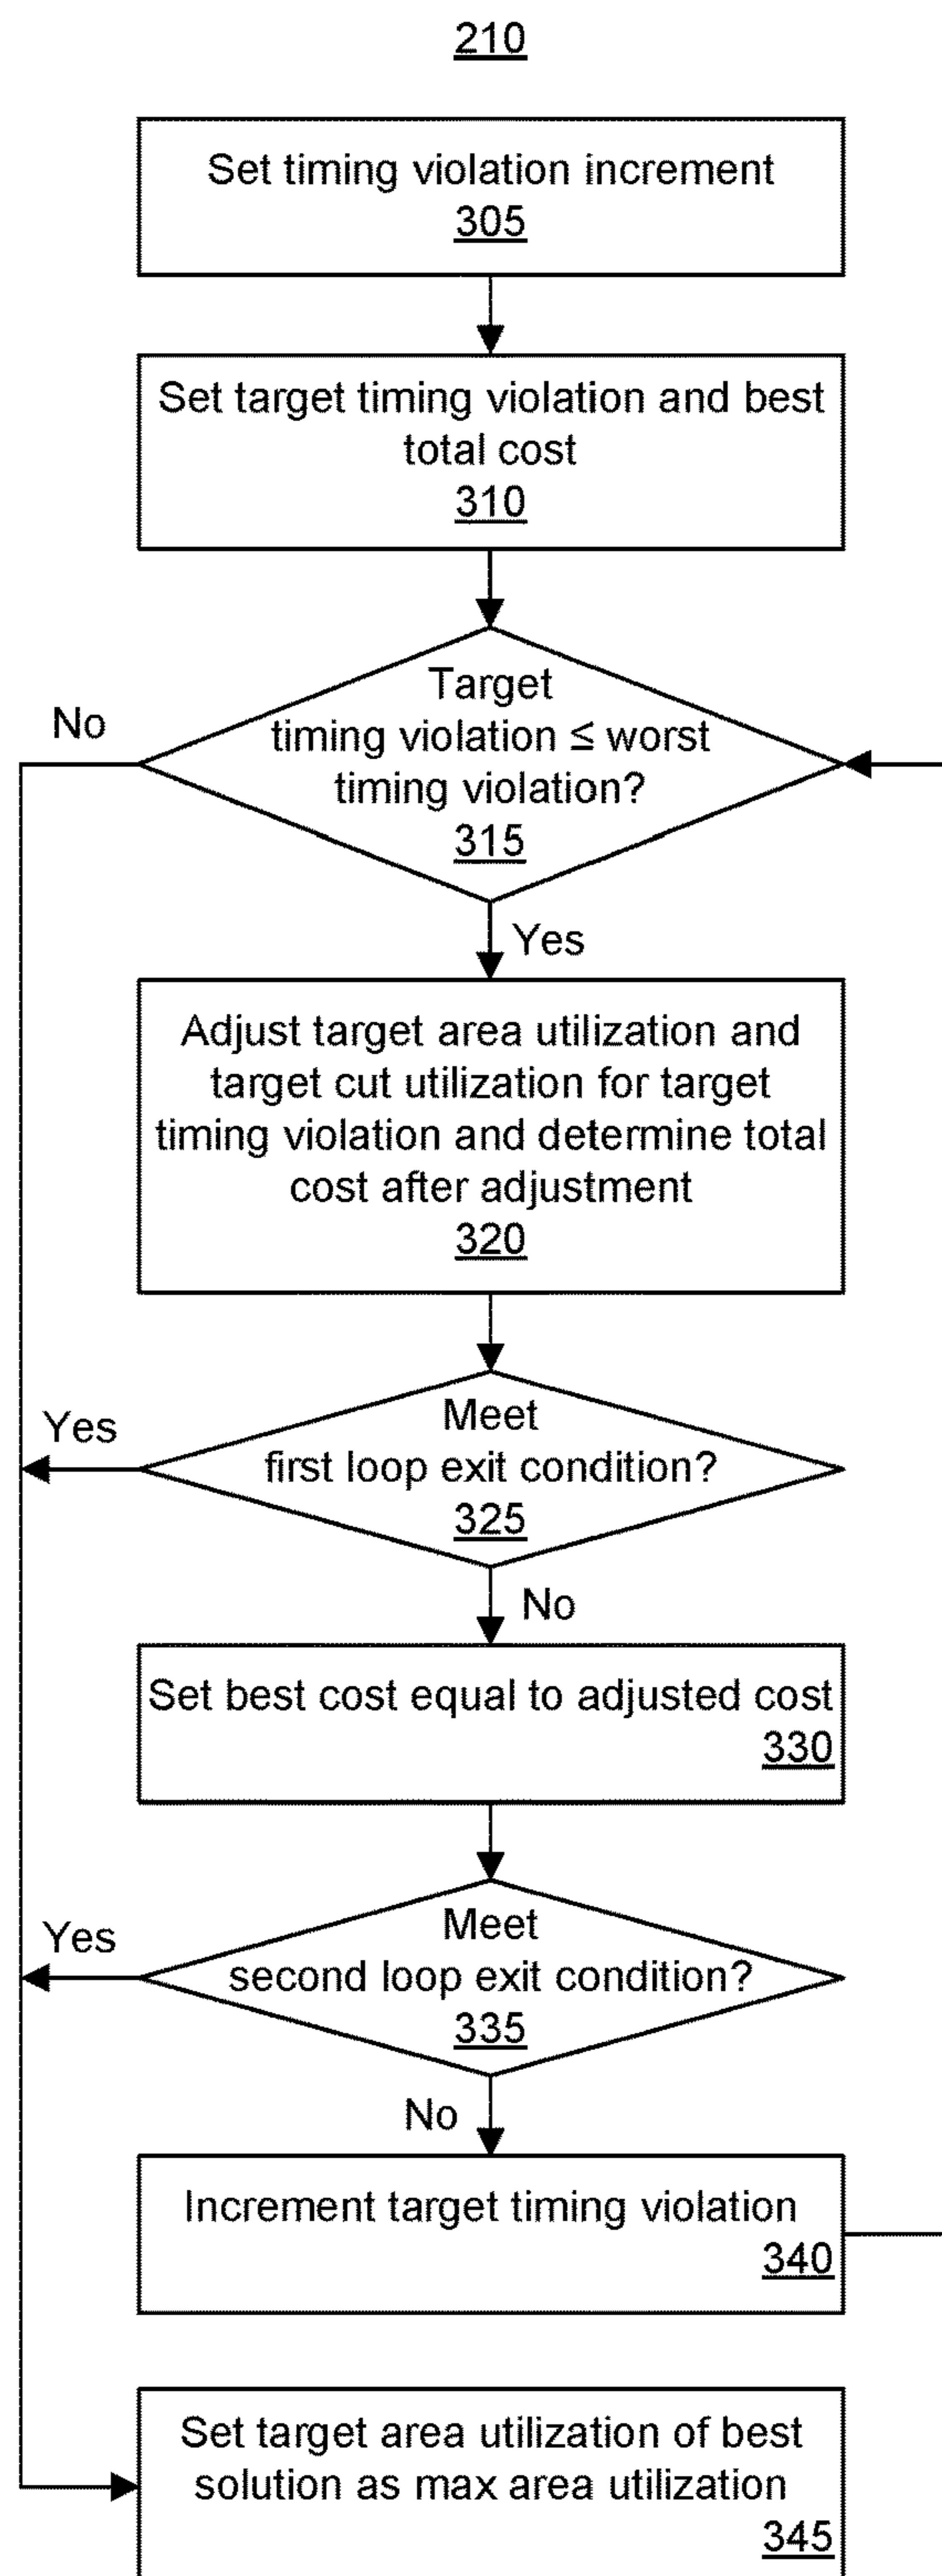 210
Set timing violation increment
305
Set target timing violation and best
total cost
310
Target
timing violation ≤ worst
timing violation?
315
No
Yes
Adjust target area utilization and
target cut utilization for target
timing violation and determine total
cost after adjustment
320
Meet
first loop exit condition?
325
Yes
No
Set best cost equal to adjusted cost
330
Meet
second loop exit condition?
335
Yes
No
Increment target timing violation
340
Set target area utilization of best
solution as max area utilization
345